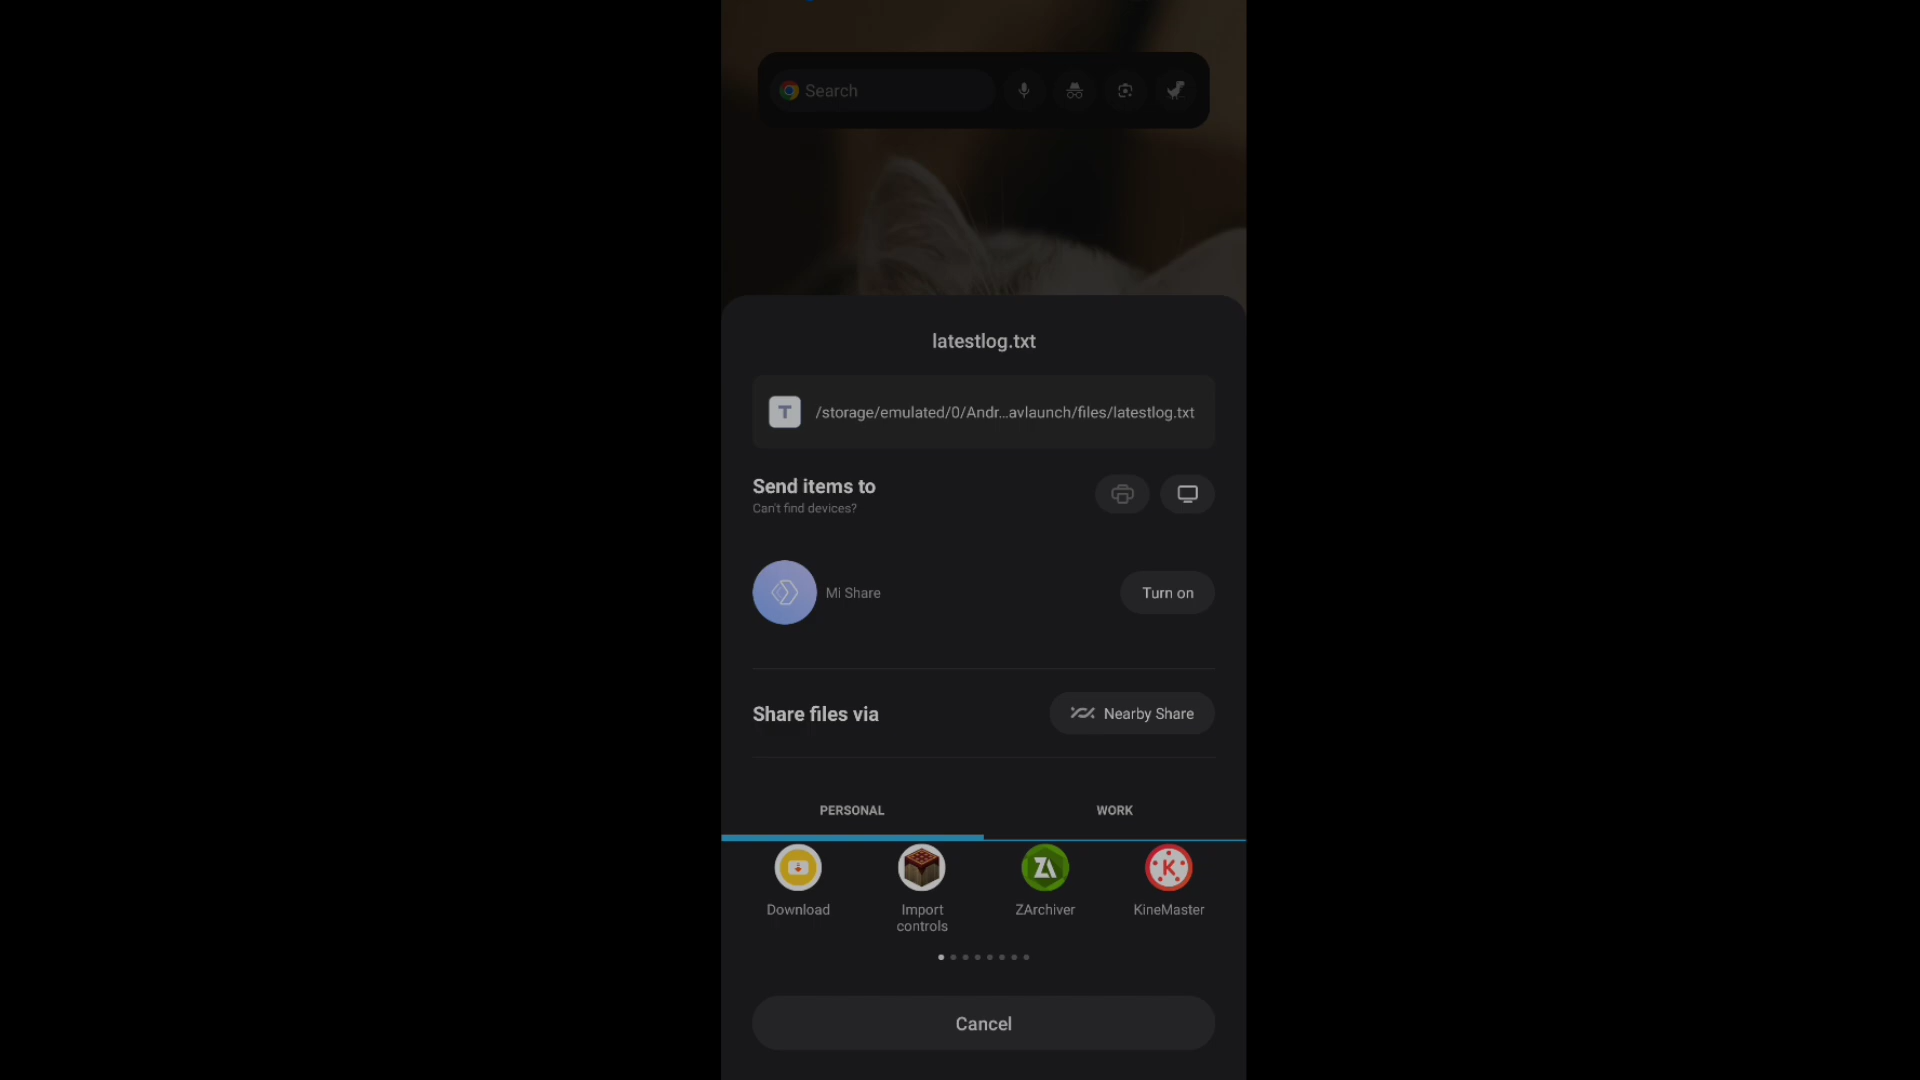 Search
latestlog.txt
T
/storage/emulated/0/Andr...avlaunch/files/latestlog.txt
Send items to
Can't find devices?
Mi Share
Turn on
Share files via
Nearby Share
PERSONAL
WORK
Download
Import
controls
ZA
ZArchiver
K
KineMaster
Cancel